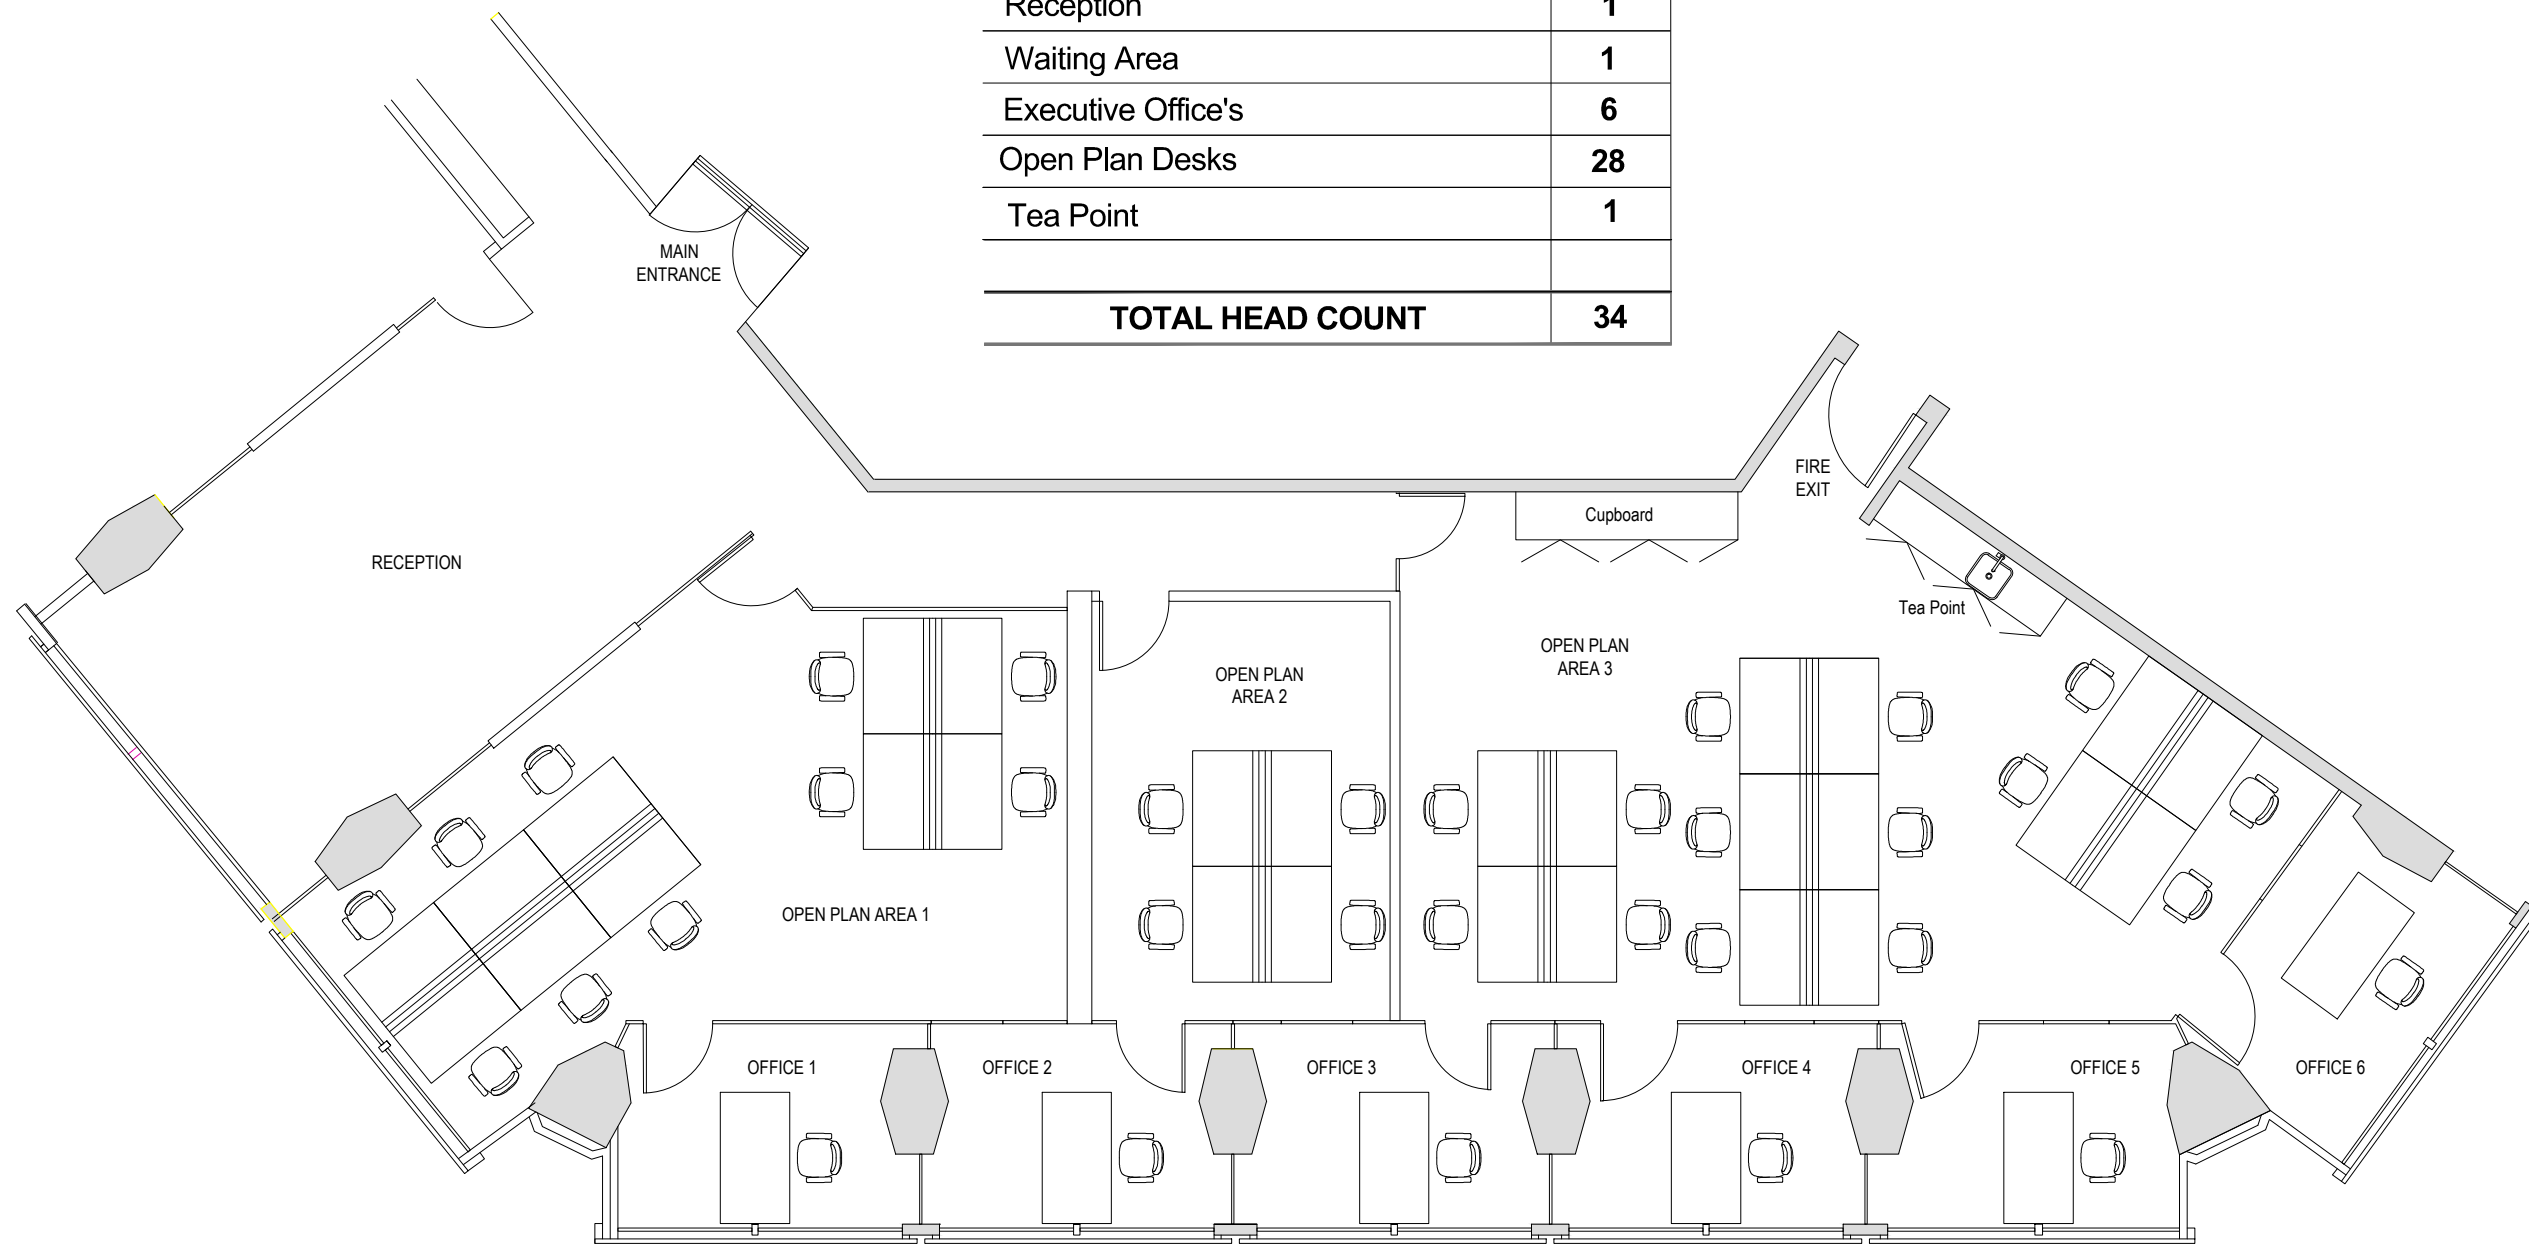 Reception 1
Waiting Area 1
Executive Office's 6
Open Plan Desks 28
Tea Point 1
TOTAL HEAD COUNT 34
MAIN
ENTRANCE
FIRE
EXIT
Cupboard
RECEPTION
Tea Point
OPEN PLAN
AREA 3
OPEN PLAN
AREA 2
OPEN PLAN AREA 1
OFFICE 1
OFFICE 2
OFFICE 3
OFFICE 4
OFFICE 5
OFFICE 6